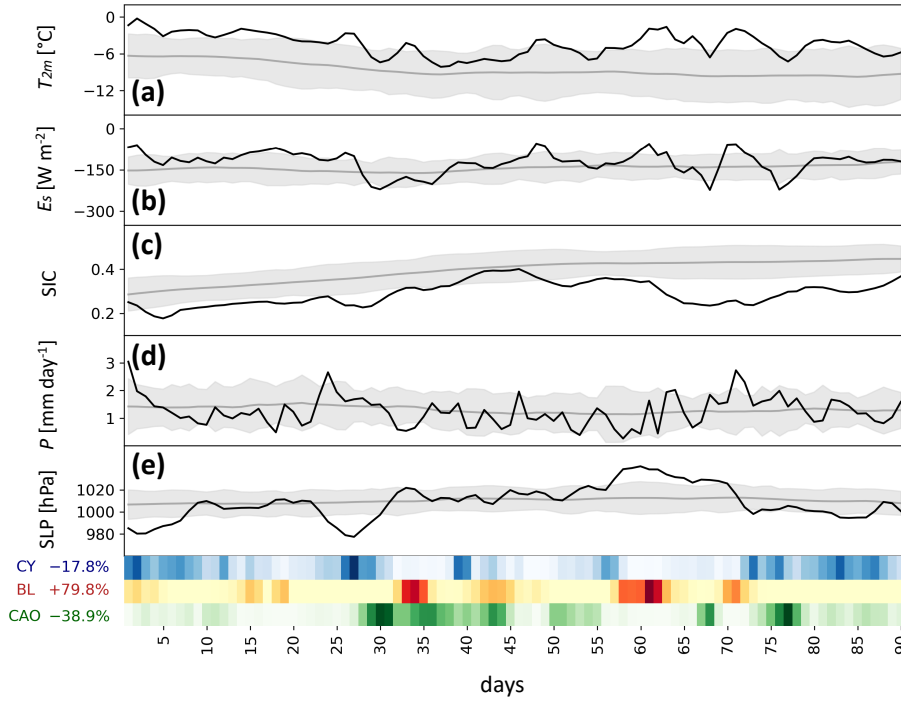 0
−6
−12
T2m [°C]
(a)
0
−150
−300
Es [W m-2]
(b)
0.4
0.2
SIC
(c)
3
2
1
P [mm day-1]
(d)
1020
1000
980
SLP [hPa]
(e)
CY −17.8%
BL +79.8%
CAO −38.9%
5 10 15 20 25 30 35 40 45 50 55 60 65 70 75 80 85 90
days